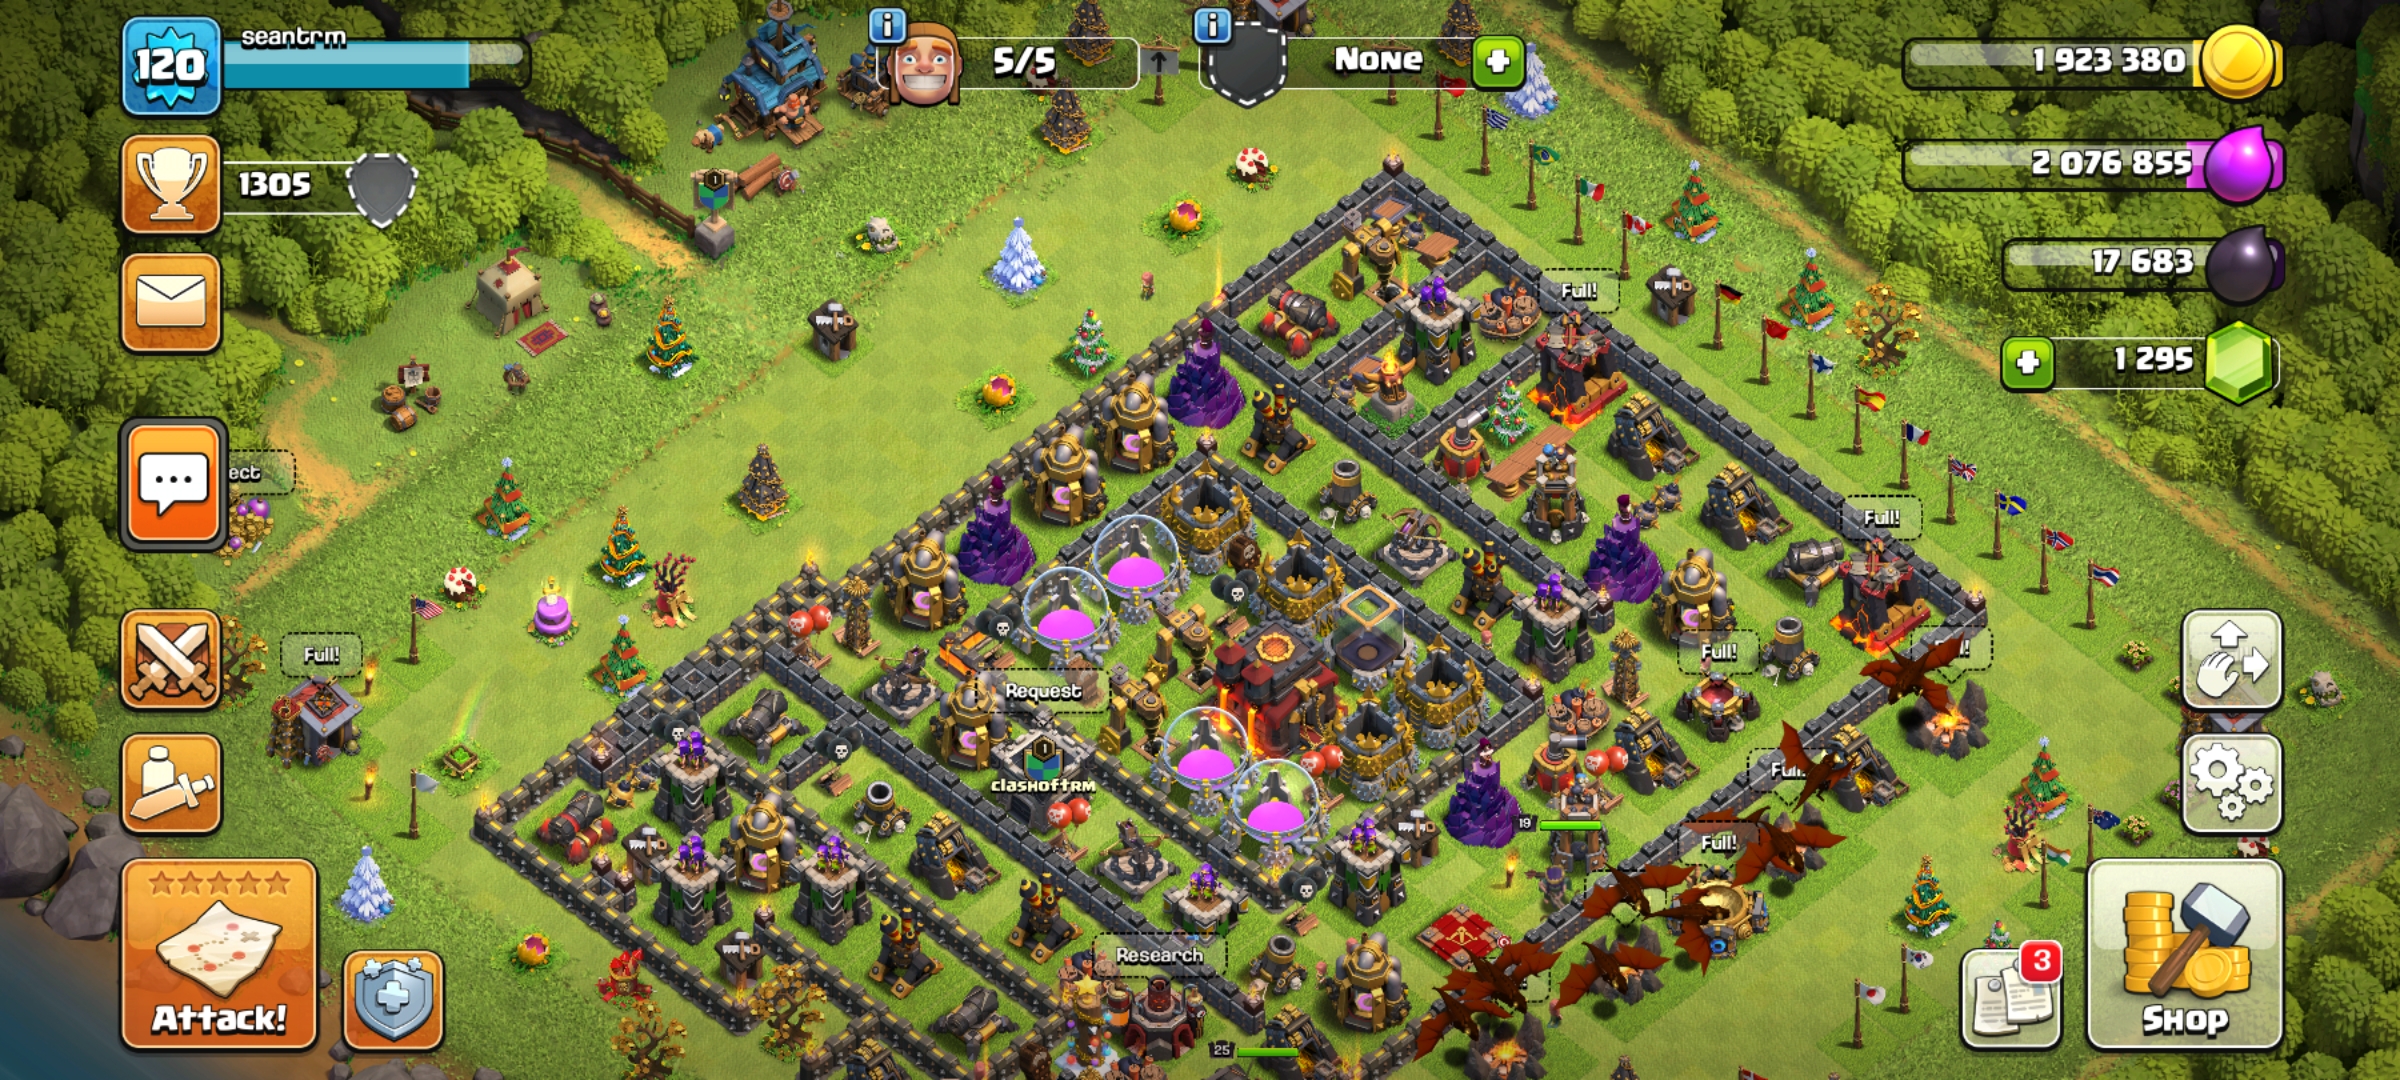 120
seantrm
5/5
None
1 923 380
1305
2 076 855
17 683
1 295
Full!
ect
Full!
Full!
Full!
Request
clashoftrm
Full!
19
Research
25
3
Attack!
Shop